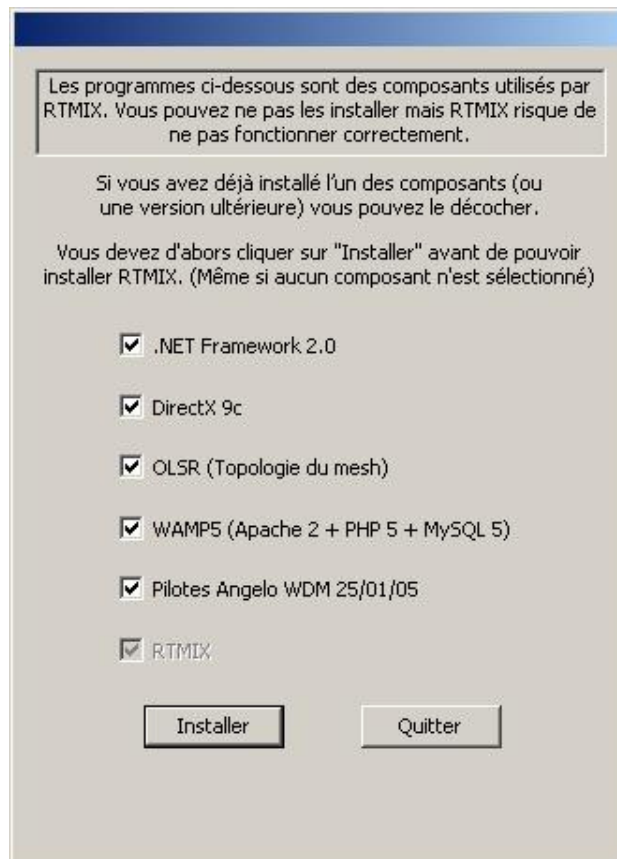 Les programmes ci-dessous sont des composants utilisés par
RTMIX. Vous pouvez ne pas les installer mais RTMIX risque de
ne pas fonctionner correctement.
Si vous avez déjà installé l'un des composants (ou
une version ultérieure) vous pouvez le décocher.
Vous devez d'abors cliquer sur "Installer" avant de pouvoir
installer RTMIX. (Même si aucun composant n'est sélectionné)
.NET Framework 2.0
DirectX 9c
OLSR (Topologie du mesh)
WAMP5 (Apache 2 + PHP 5 + MySQL 5)
Pilotes Angelo WDM 25/01/05
RTMIX
Installer Quitter